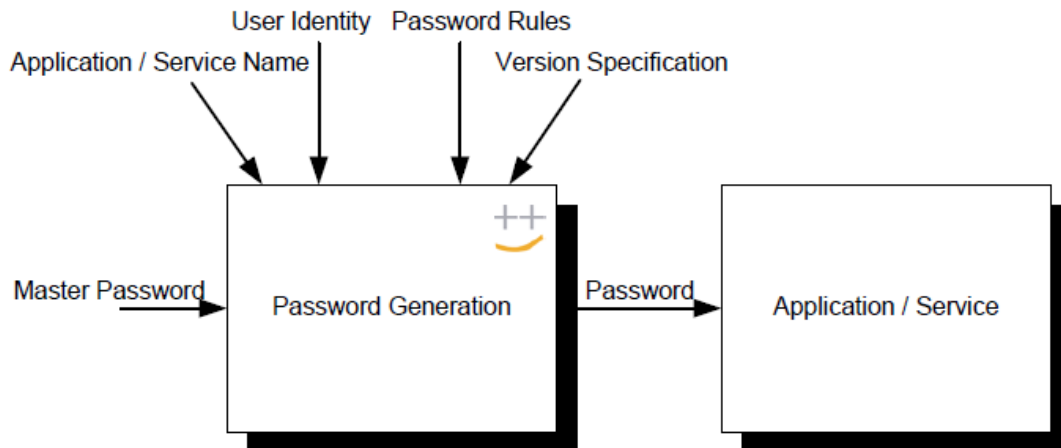 User Identity
Password Rules
Application / Service Name
Version Specification
++
Master Password
Password Generation
Password
Application / Service